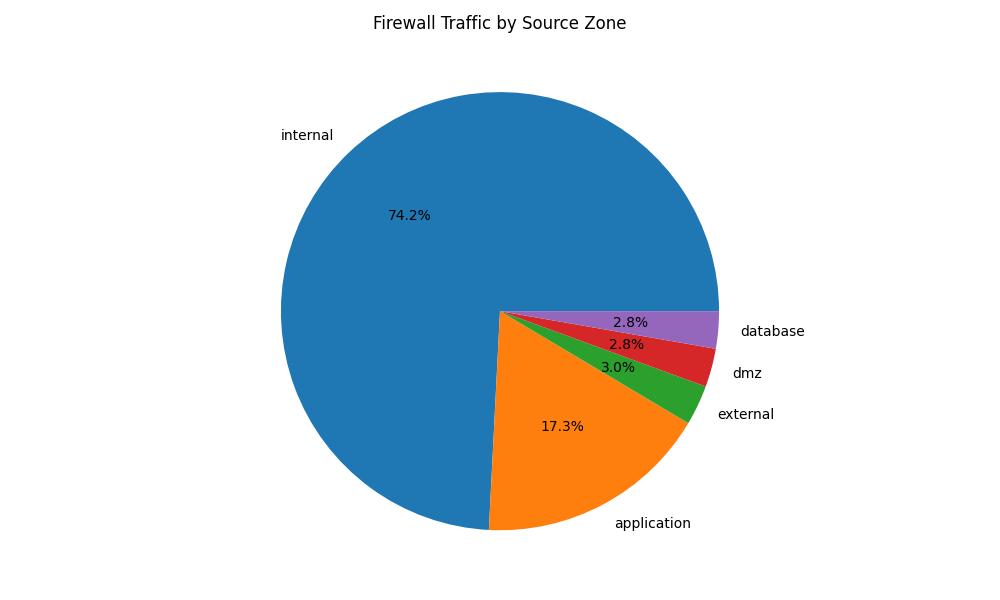 Firewall Traffic by Source Zone
internal
74.2%
2.8%
database
2.8%
dmz
3.0%
external
17.3%
application